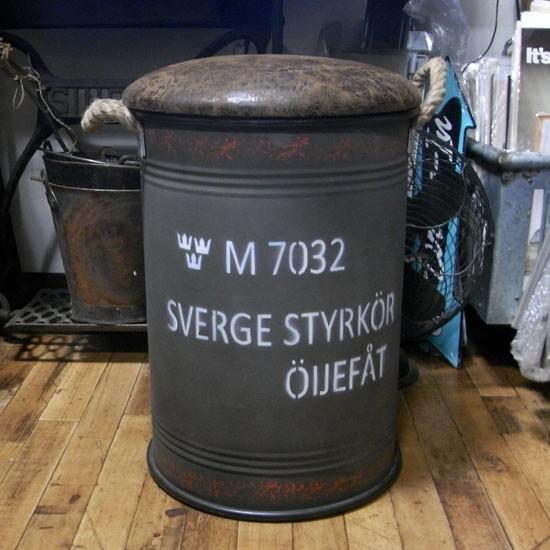 M 7032
SVERGE STYRKÖR
ÖIJEFÅT
It's